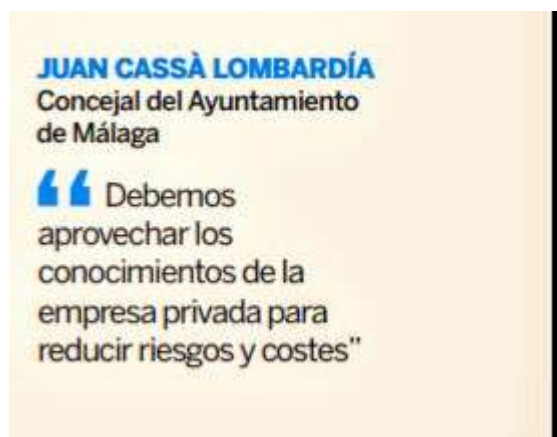 JUAN CASSÀ LOMBARDÍA
Concejal del Ayuntamiento
de Málaga
“ Debemos
aprovechar los
conocimientos de la
empresa privada para
reducir riesgos y costes”